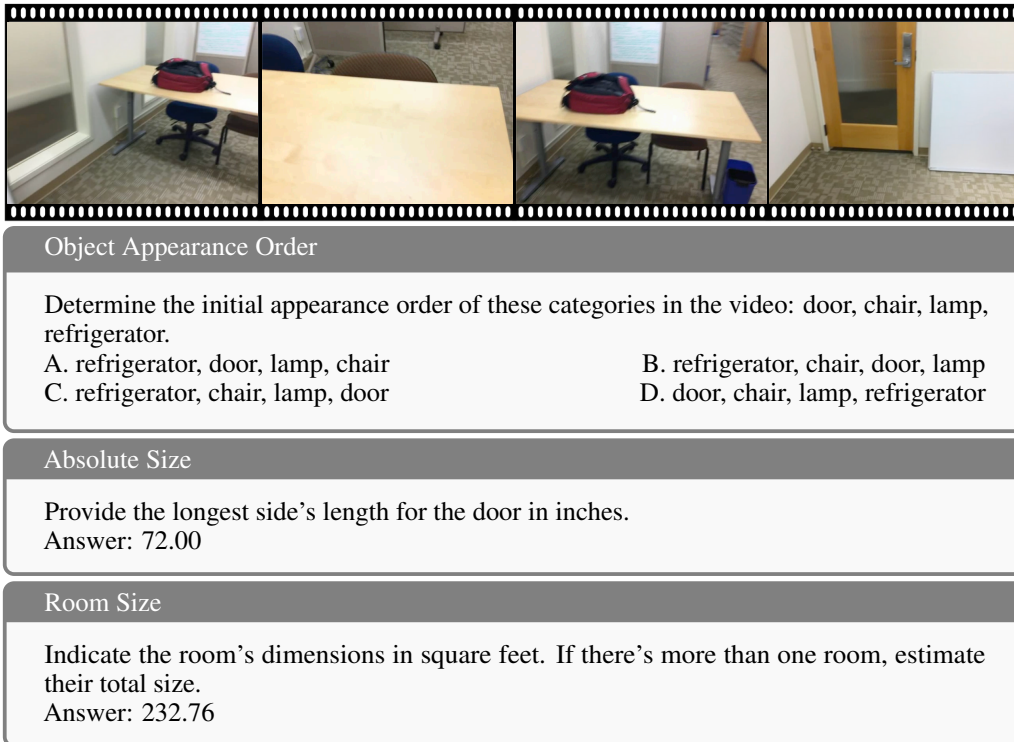 Object Appearance Order
Determine the initial appearance order of these categories in the video: door, chair, lamp,
refrigerator.
A. refrigerator, door, lamp, chair B. refrigerator, chair, door, lamp
C. refrigerator, chair, lamp, door D. door, chair, lamp, refrigerator
Absolute Size
Provide the longest side's length for the door in inches.
Answer: 72.00
Room Size
Indicate the room's dimensions in square feet. If there's more than one room, estimate
their total size.
Answer: 232.76